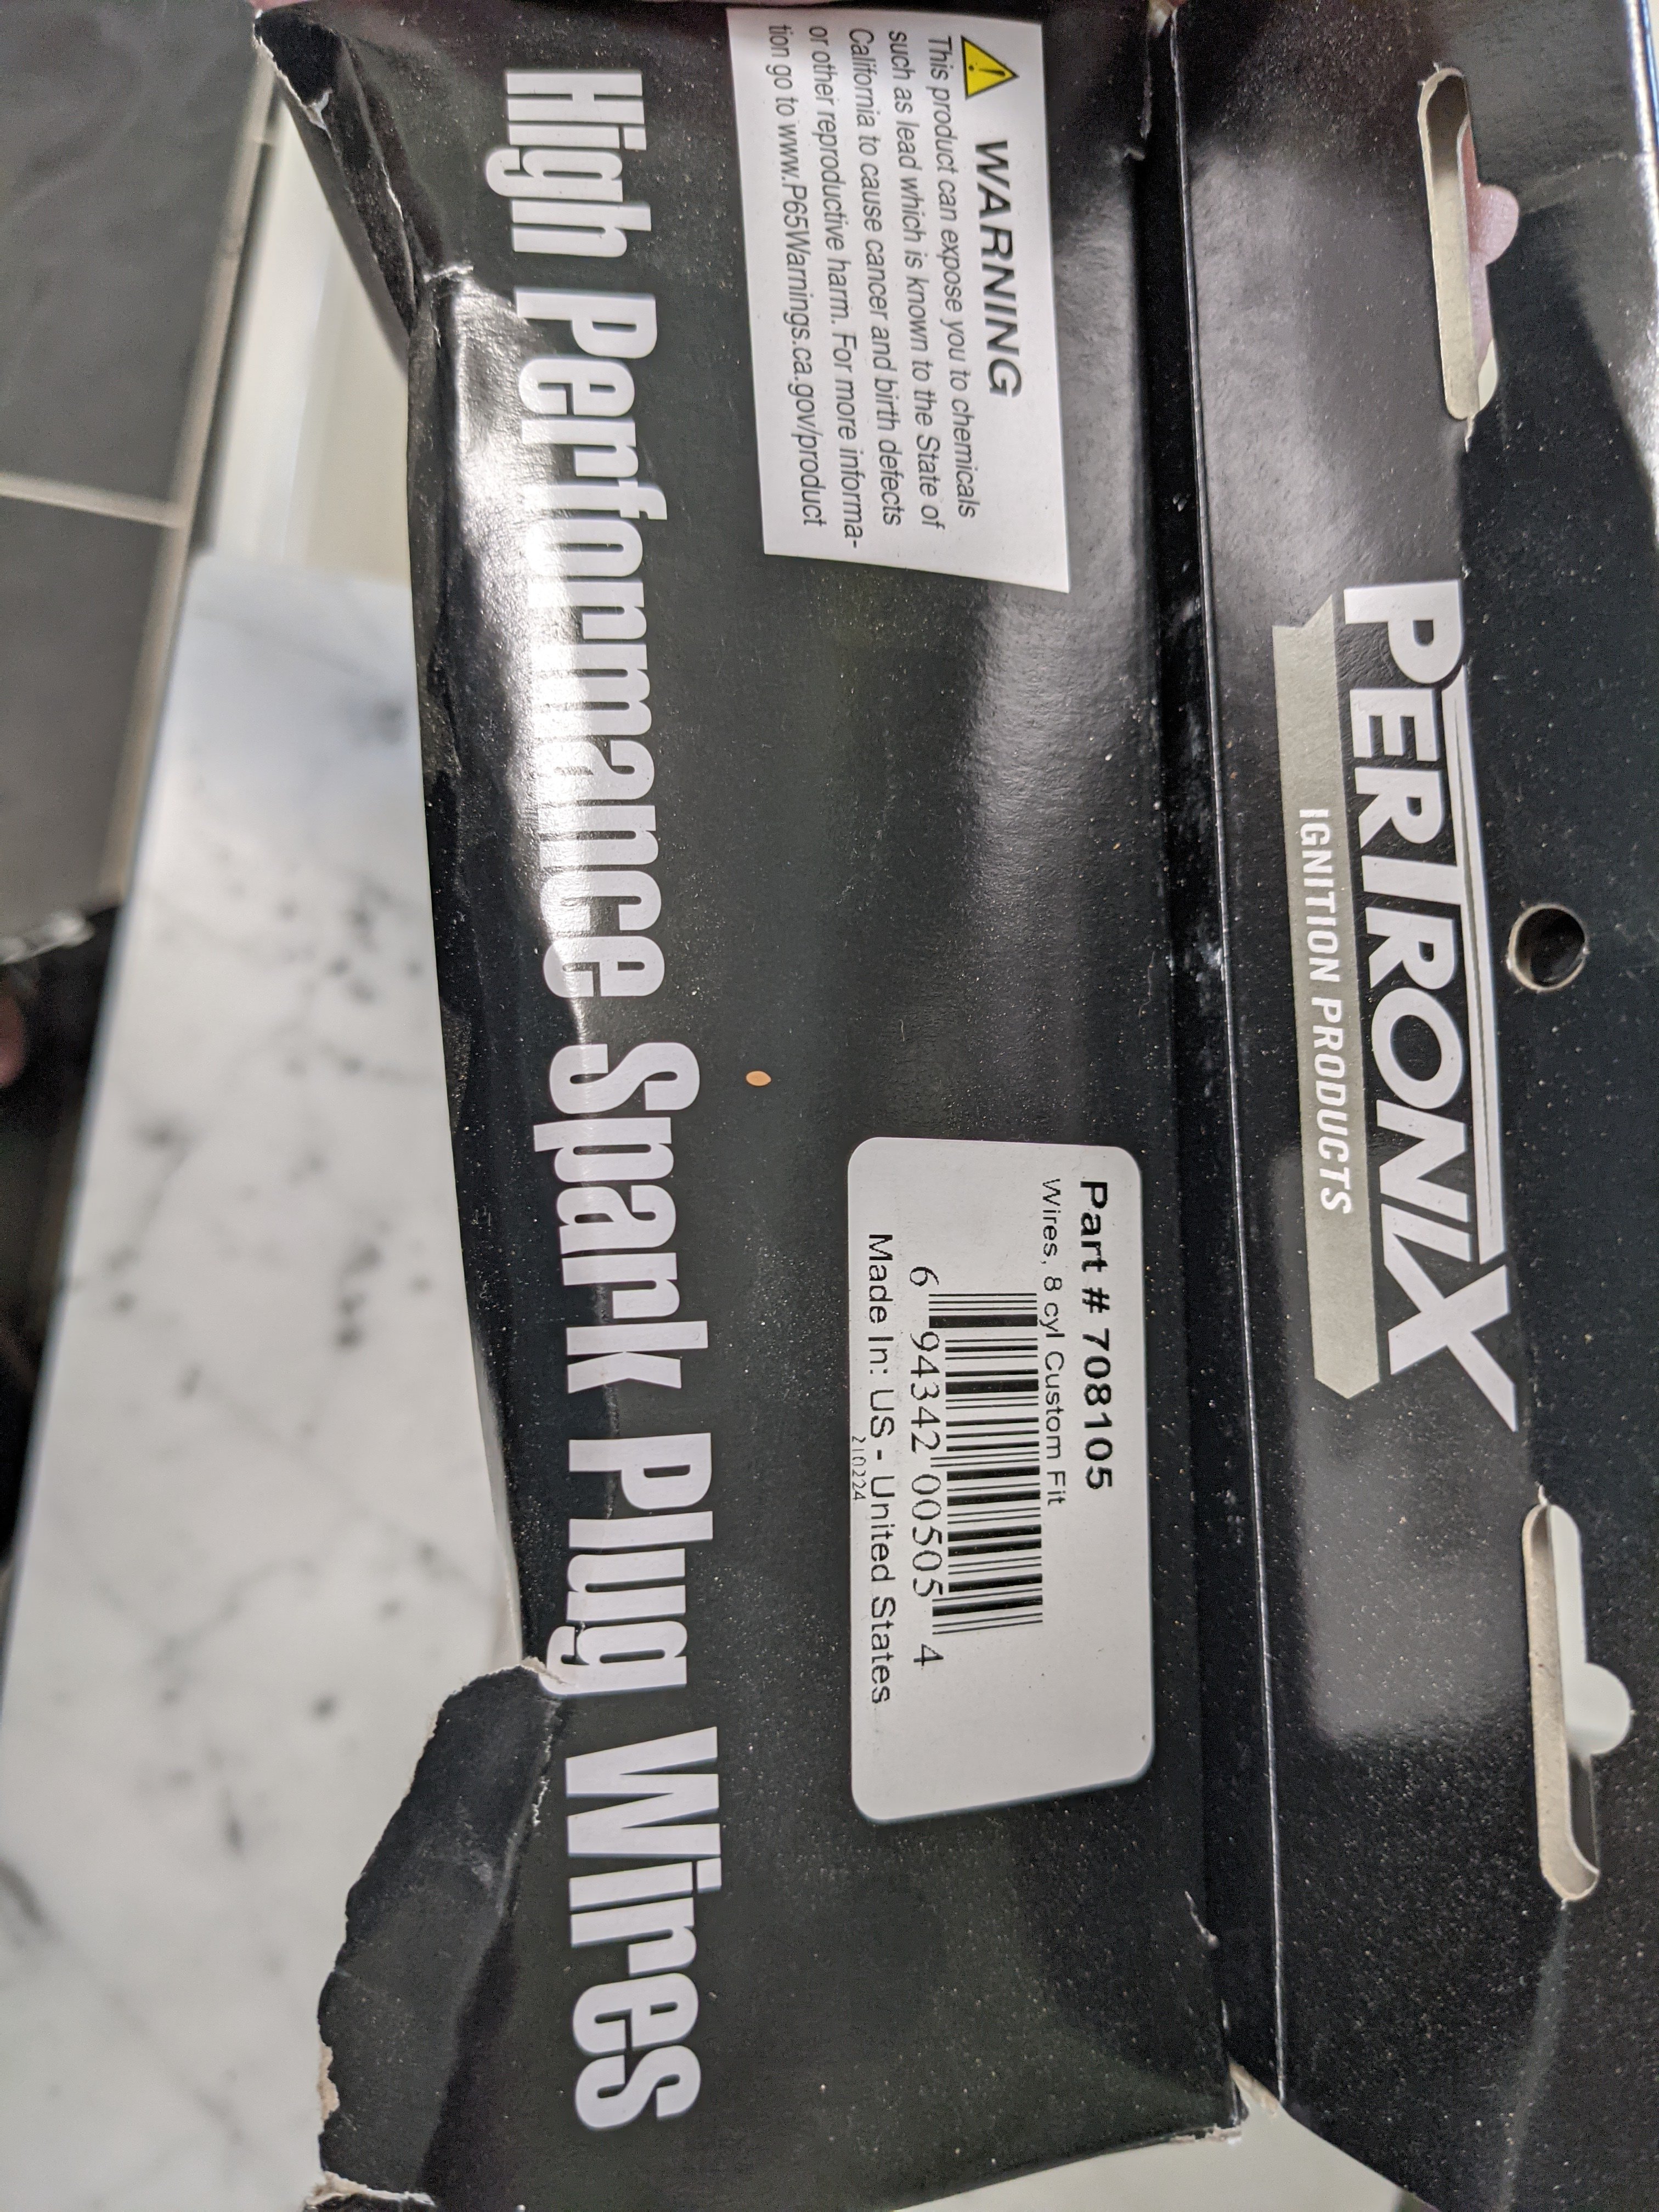 PERTRONIX
IGNITION PRODUCTS
WARNING
This product can expose you to chemicals
such as lead which is known to the State of
California to cause cancer and birth defects
or other reproductive harm. For more informa-
tion go to www.P65Warnings.ca.gov/product
Part # 708105
Wires, 8 cyl Custom Fit
6 94342 00505 4
Made In: US - United States
210224
High Performance Spark Plug Wires